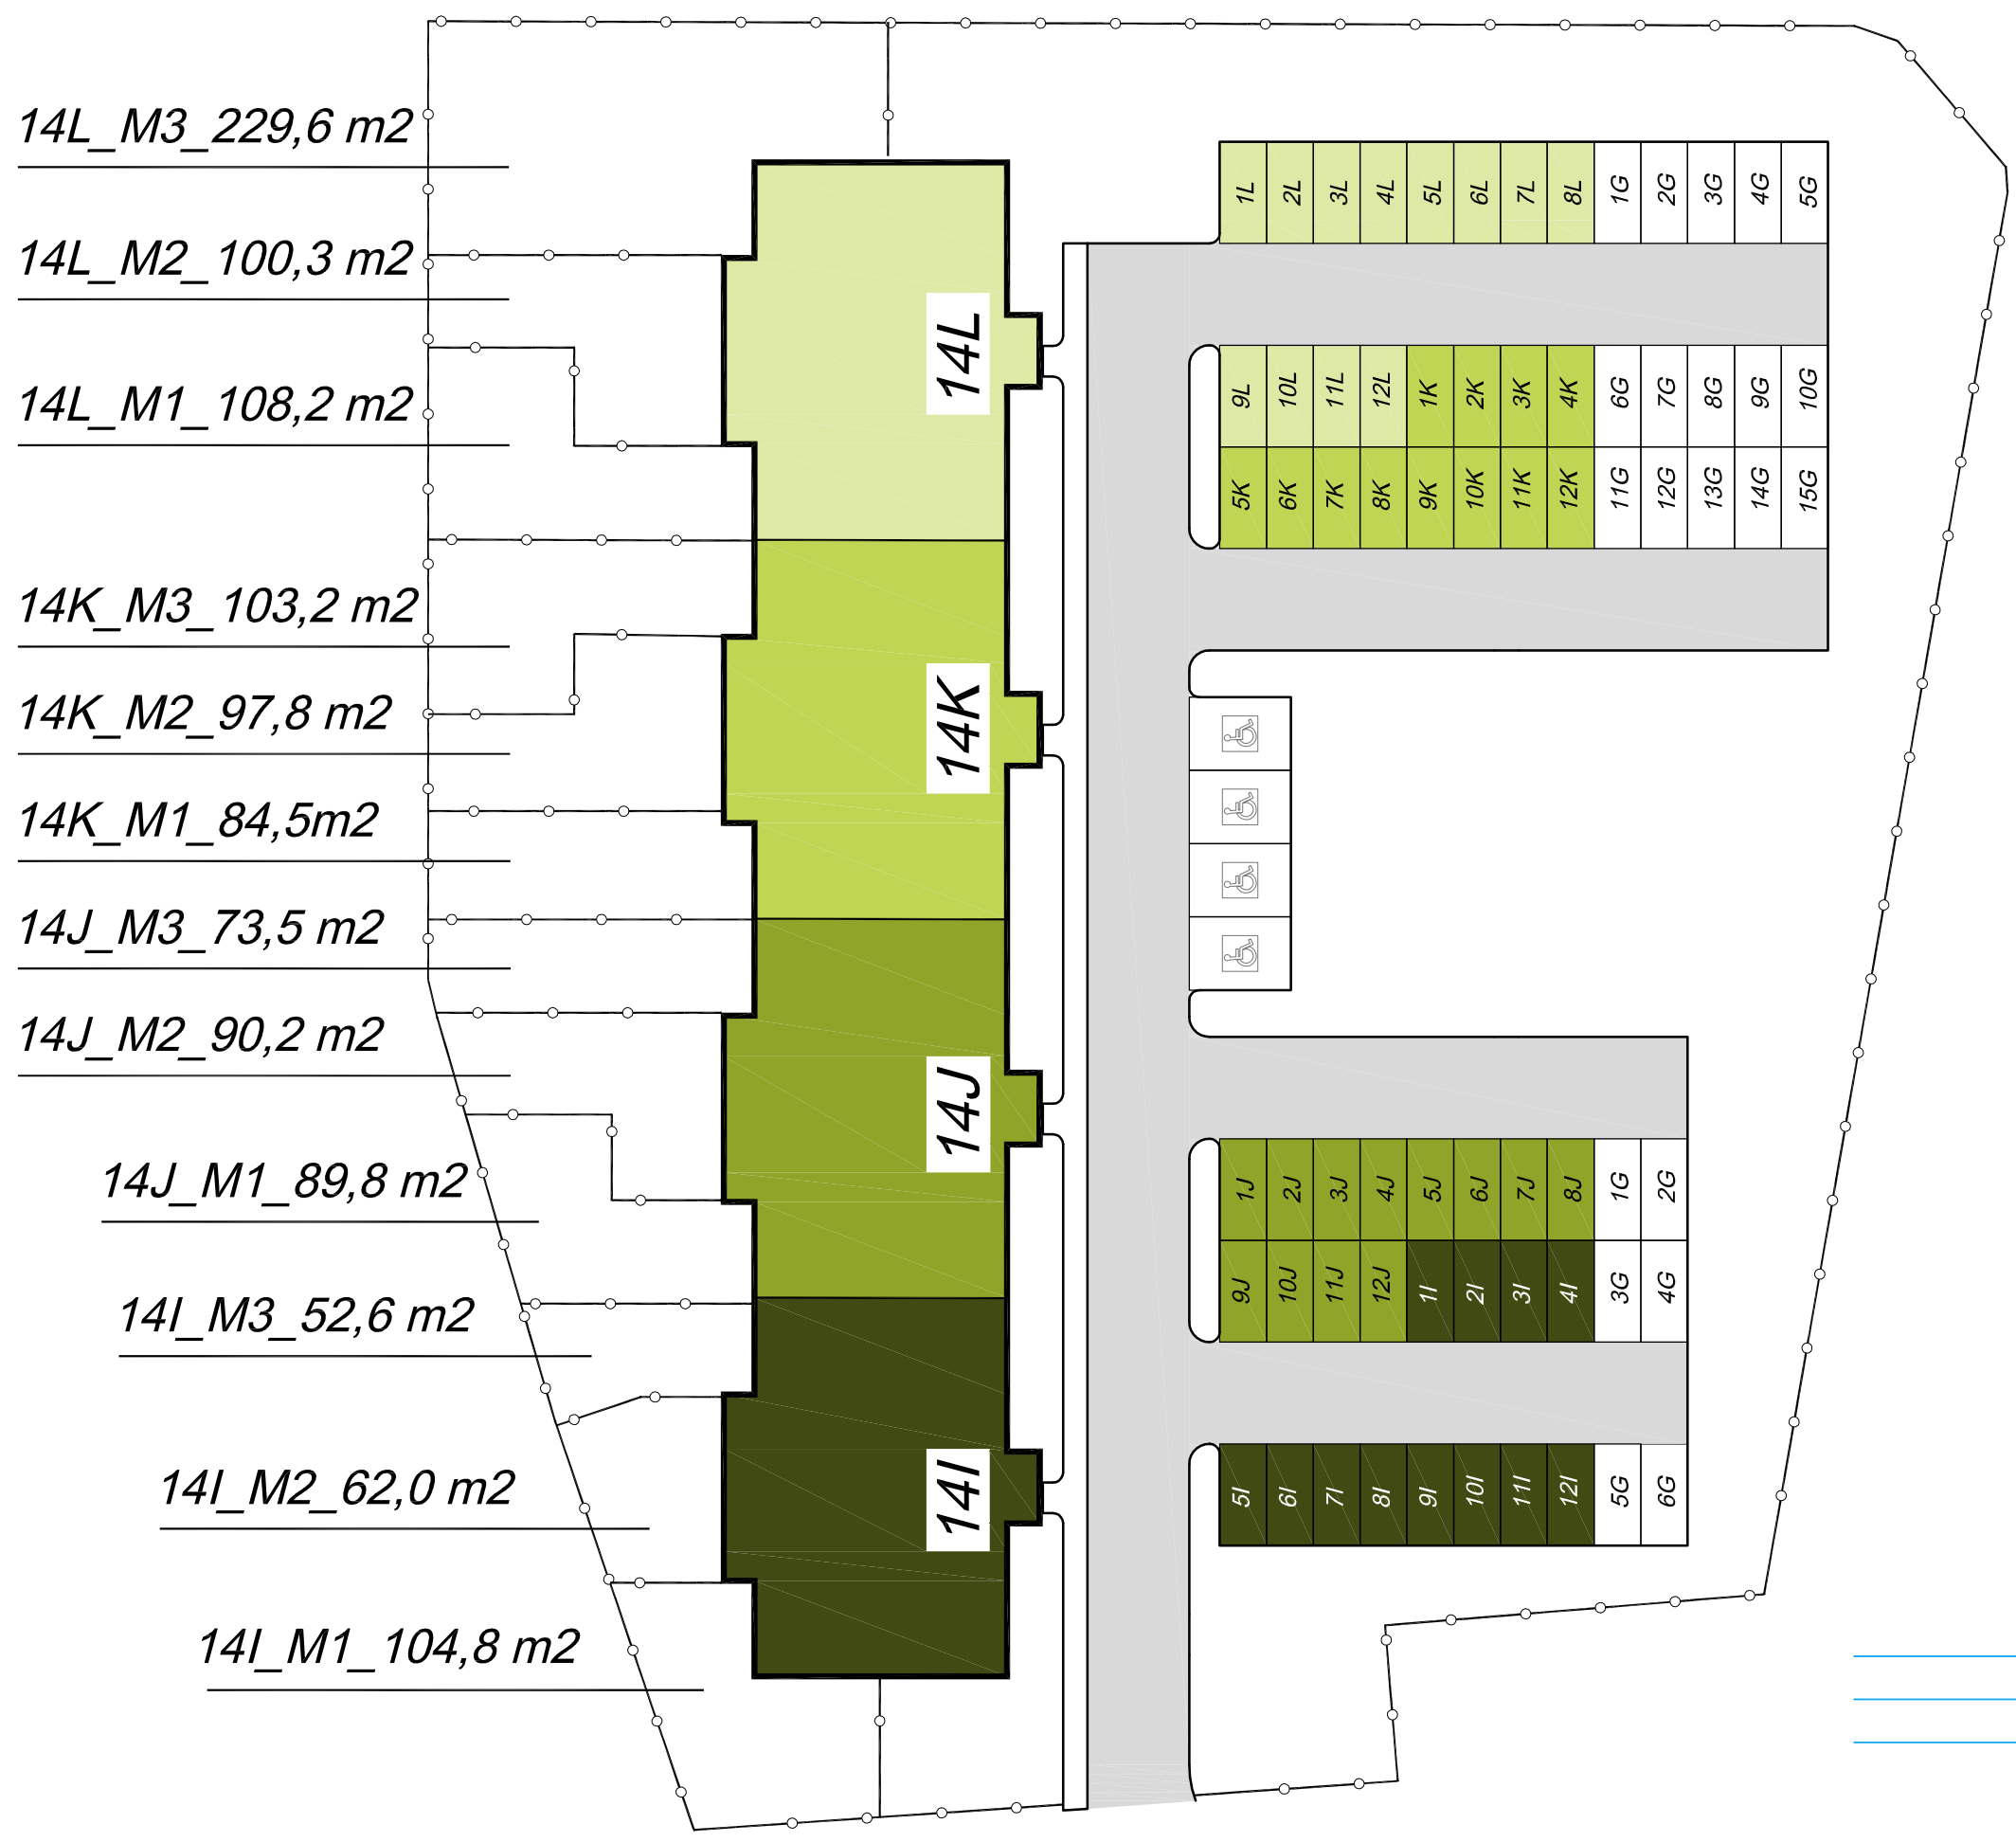 14L_M3_229,6 m2
14L_M2_100,3 m2
14L_M1_108,2 m2
14K_M3_103,2 m2
14K_M2_97,8 m2
14K_M1_84,5m2
14J_M3_73,5 m2
14J_M2_90,2 m2
14J_M1_89,8 m2
14I_M3_52,6 m2
14I_M2_62,0 m2
14I_M1_104,8 m2
14L
14K
14J
14I
1L 2L 3L 4L 5L 6L 7L 8L 1G 2G 3G 4G 5G
9L 10L 11L 12L 1K 2K 3K 4K 6G 7G 8G 9G 10G
5K 6K 7K 8K 9K 10K 11K 12K 11G 12G 13G 14G 15G
1J 2J 3J 4J 5J 6J 7J 8J 1G 2G
9J 10J 11J 12J 1I 2I 3I 4I 3G 4G
5I 6I 7I 8I 9I 10I 11I 12I 5G 6G